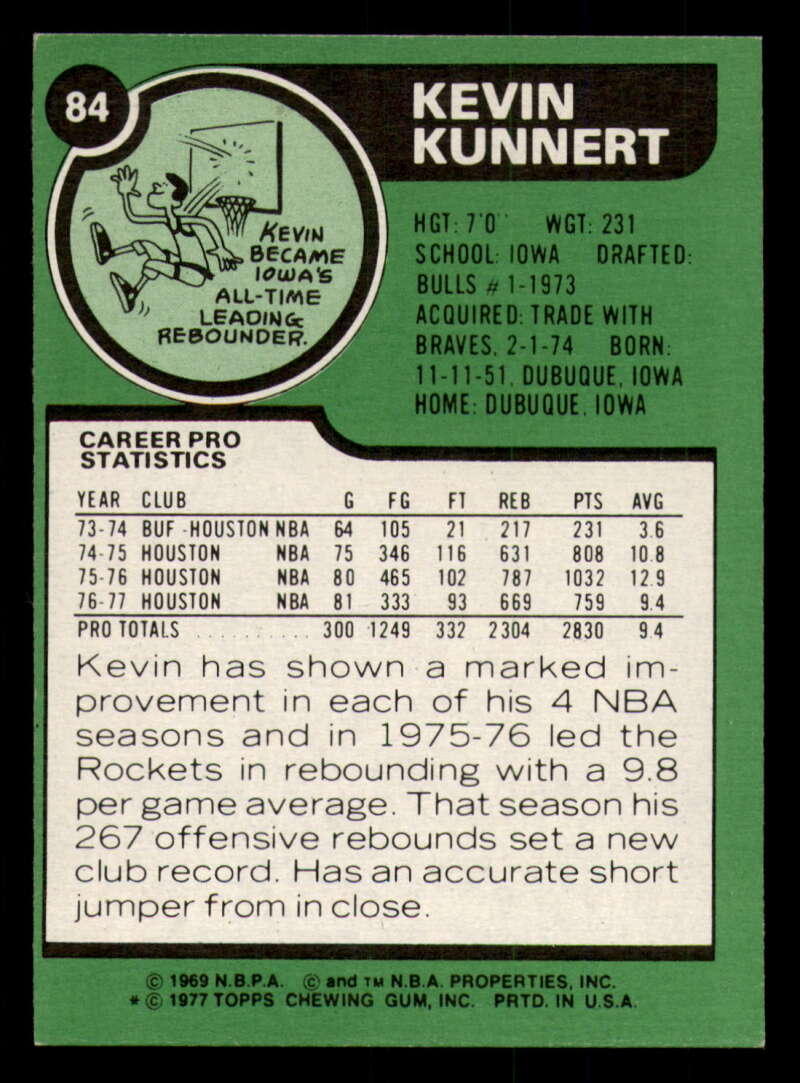 84
KEVIN
KUNNERT
KEVIN
BECAME
IOWA'S
ALL-TIME
LEADING
REBOUNDER.
HGT: 7'0" WGT: 231
SCHOOL: IOWA DRAFTED:
BULLS #1-1973
ACQUIRED: TRADE WITH
BRAVES, 2-1-74 BORN:
11-11-51, DUBUQUE, IOWA
HOME: DUBUQUE, IOWA
CAREER PRO
STATISTICS
YEAR CLUB G FG FT REB PTS AVG
73-74 BUF.-HOUSTON NBA 64 105 21 217 231 3.6
74-75 HOUSTON NBA 75 346 116 631 808 10.8
75-76 HOUSTON NBA 80 465 102 787 1032 12.9
76-77 HOUSTON NBA 81 333 93 669 759 9.4
PRO TOTALS .......... 300 1249 332 2304 2830 9.4
Kevin has shown a marked im-
provement in each of his 4 NBA
seasons and in 1975-76 led the
Rockets in rebounding with a 9.8
per game average. That season his
267 offensive rebounds set a new
club record. Has an accurate short
jumper from in close.
© 1969 N.B.P.A. © and TM N.B.A. PROPERTIES, INC.
* © 1977 TOPPS CHEWING GUM, INC. PRTD. IN U.S.A.